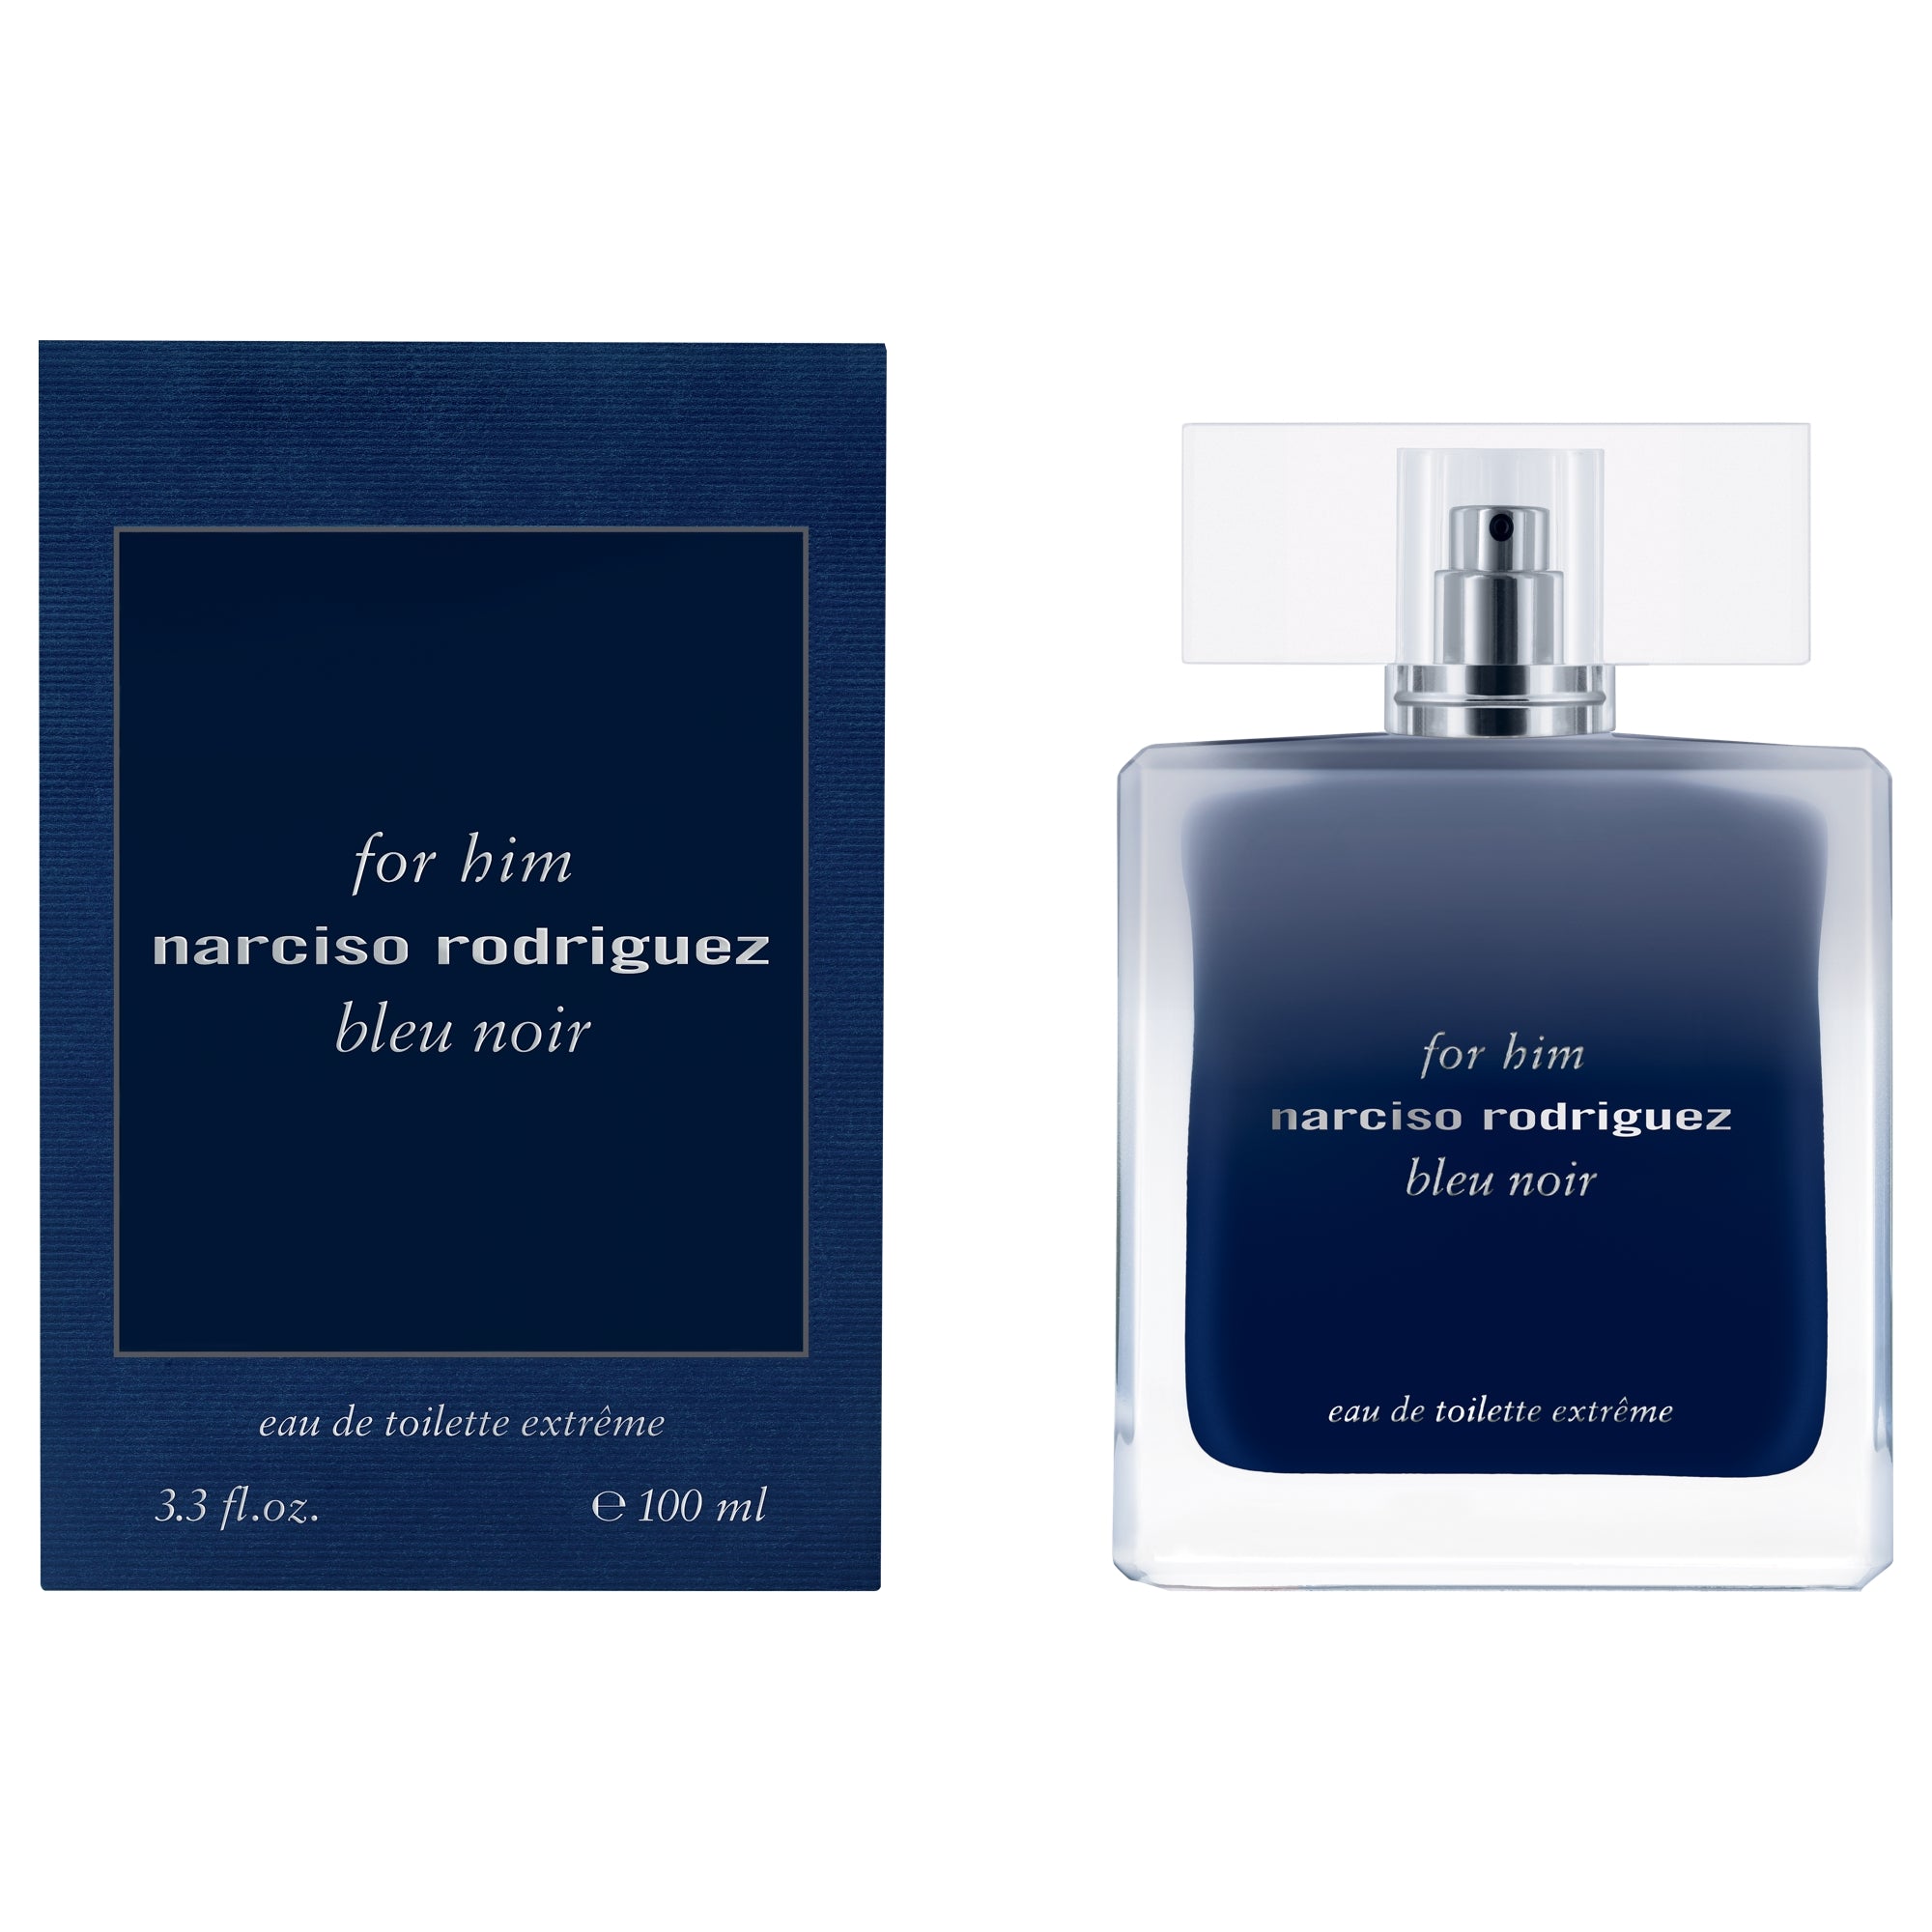 for him
narciso rodriguez
bleu noir
eau de toilette extrême
3.3 fl.oz.
℮ 100 ml
for him
narciso rodriguez
bleu noir
eau de toilette extrême